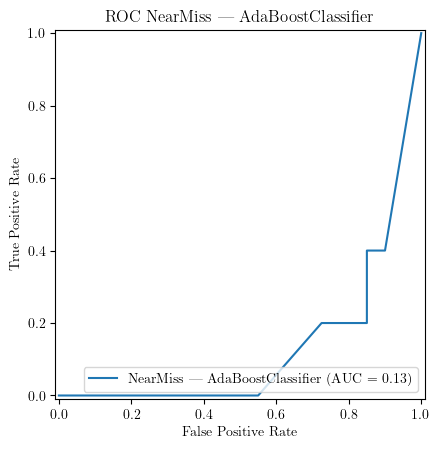 ROC NearMiss — AdaBoostClassifier
1.0
0.8
0.6
0.4
0.2
0.0
True Positive Rate
NearMiss — AdaBoostClassifier (AUC = 0.13)
0.0 0.2 0.4 0.6 0.8 1.0
False Positive Rate